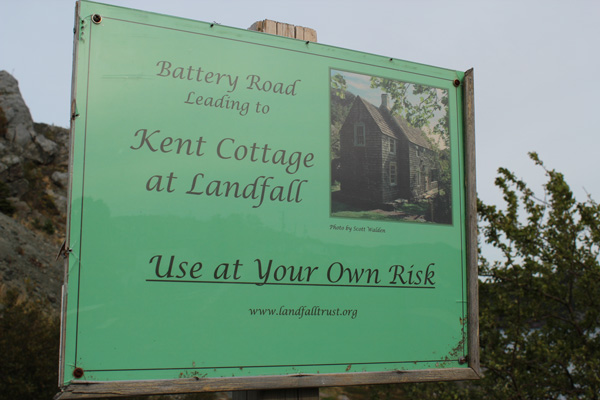 Battery Road
Leading to
Kent Cottage
at Landfall
Photo by Scott Walden
Use at Your Own Risk
www.landfalltrust.org